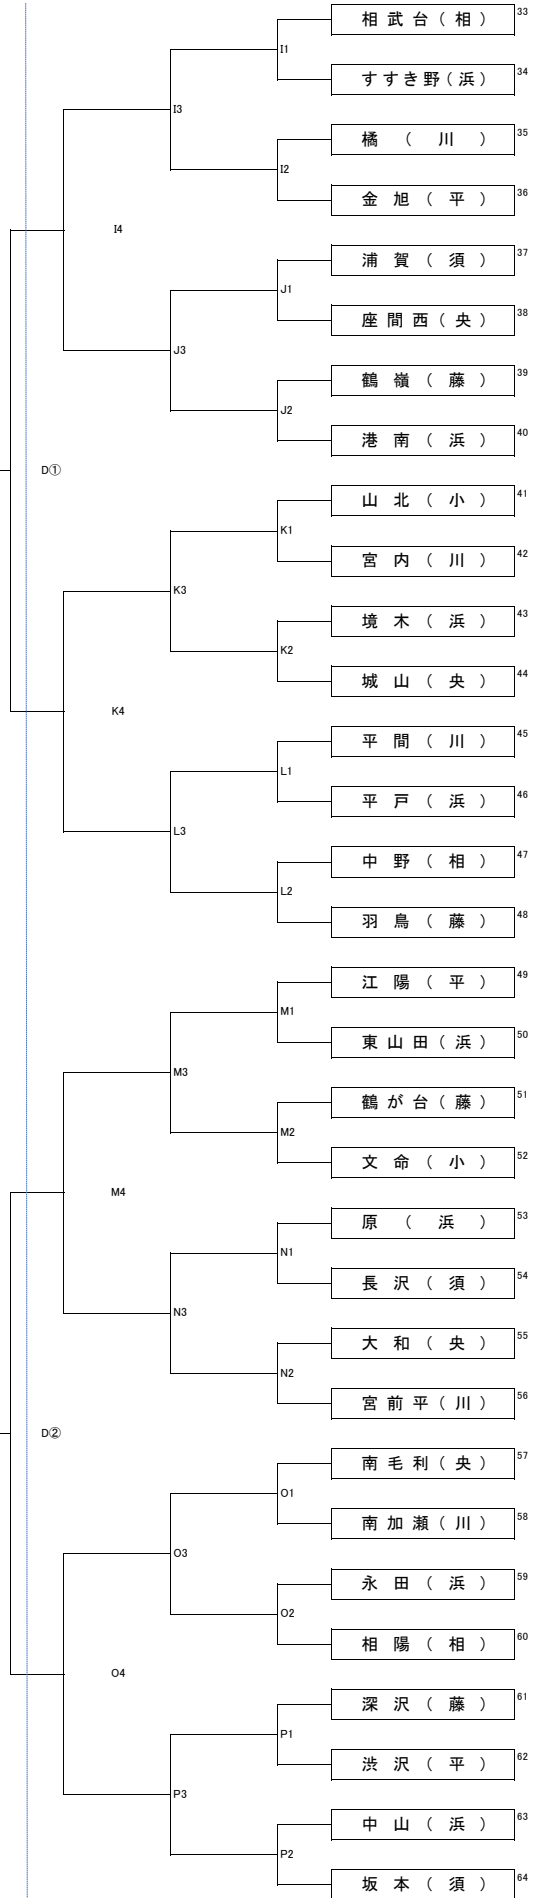 相武台（相） 33
I1
すすき野（浜） 34
I3
橘（川） 35
I2
金旭（平） 36
I4
浦賀（須） 37
J1
座間西（央） 38
J3
鶴嶺（藤） 39
J2
港南（浜） 40
D①
山北（小） 41
K1
宮内（川） 42
K3
境木（浜） 43
K2
城山（央） 44
K4
平間（川） 45
L1
平戸（浜） 46
L3
中野（相） 47
L2
羽鳥（藤） 48
江陽（平） 49
M1
東山田（浜） 50
M3
鶴が台（藤） 51
M2
文命（小） 52
M4
原（浜） 53
N1
長沢（須） 54
N3
大和（央） 55
N2
宮前平（川） 56
D②
南毛利（央） 57
O1
南加瀬（川） 58
O3
永田（浜） 59
O2
相陽（相） 60
O4
深沢（藤） 61
P1
渋沢（平） 62
P3
中山（浜） 63
P2
坂本（須） 64